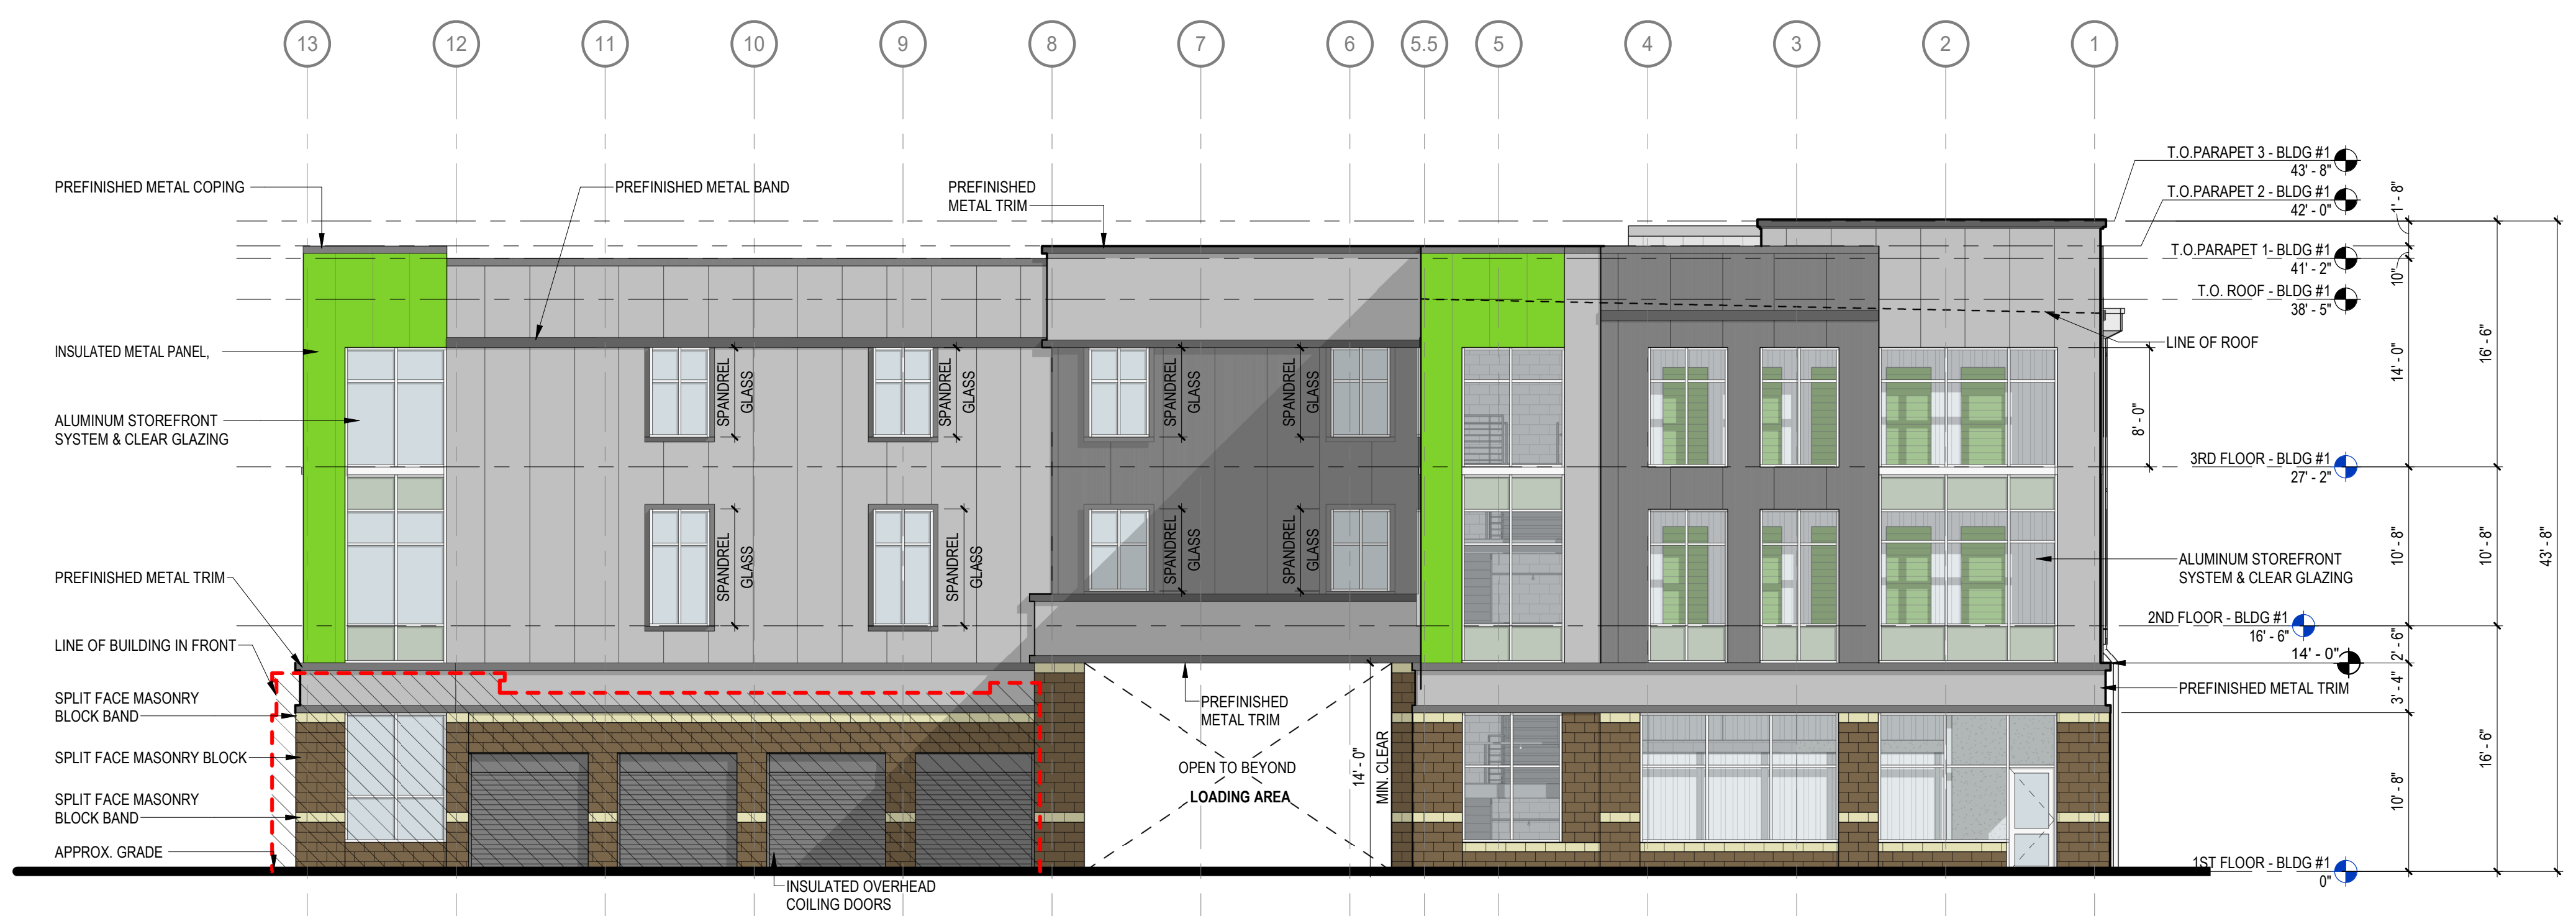 13
12
11
10
9
8
7
6
5.5
5
4
3
2
1
PREFINISHED METAL COPING
PREFINISHED METAL BAND
PREFINISHED
METAL TRIM
T.O.PARAPET 3 - BLDG #1
43' - 8"
T.O.PARAPET 2 - BLDG #1
42' - 0"
T.O.PARAPET 1- BLDG #1
41' - 2"
T.O. ROOF - BLDG #1
38' - 5"
1' - 8"
10"
LINE OF ROOF
INSULATED METAL PANEL,
ALUMINUM STOREFRONT
SYSTEM & CLEAR GLAZING
SPANDREL
GLASS
SPANDREL
GLASS
SPANDREL
GLASS
SPANDREL
GLASS
8' - 0"
14' - 0"
16' - 6"
3RD FLOOR - BLDG #1
27' - 2"
SPANDREL
GLASS
SPANDREL
GLASS
SPANDREL
GLASS
SPANDREL
GLASS
ALUMINUM STOREFRONT
SYSTEM & CLEAR GLAZING
10' - 8"
10' - 8"
43' - 8"
PREFINISHED METAL TRIM
2ND FLOOR - BLDG #1
16' - 6"
LINE OF BUILDING IN FRONT
14' - 0"
2' - 6"
3' - 4"
PREFINISHED METAL TRIM
SPLIT FACE MASONRY
BLOCK BAND
PREFINISHED
METAL TRIM
SPLIT FACE MASONRY BLOCK
OPEN TO BEYOND
LOADING AREA
14' - 0"
MIN. CLEAR
10' - 8"
16' - 6"
SPLIT FACE MASONRY
BLOCK BAND
APPROX. GRADE
1ST FLOOR - BLDG #1
0"
INSULATED OVERHEAD
COILING DOORS